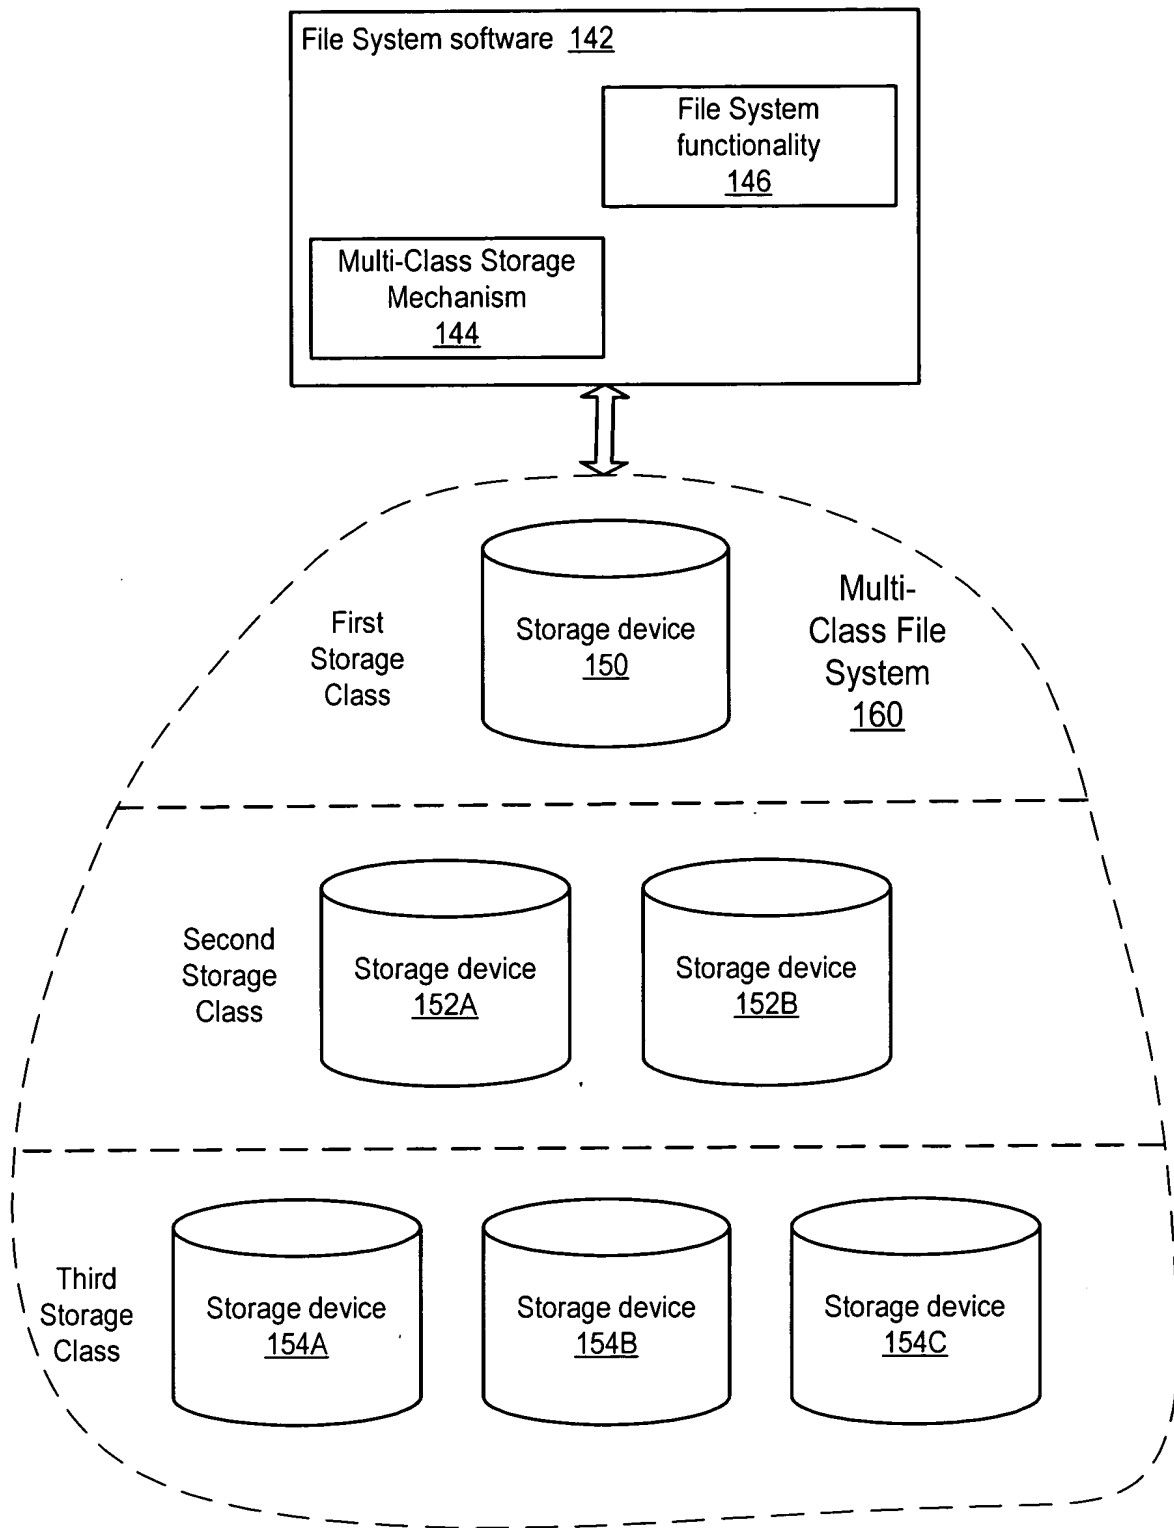 File System software 142
File System
functionality
146
Multi-Class Storage
Mechanism
144
First
Storage
Class
Storage device
150
Multi-
Class File
System
160
Second
Storage
Class
Storage device
152A
Storage device
152B
Third
Storage
Class
Storage device
154A
Storage device
154B
Storage device
154C